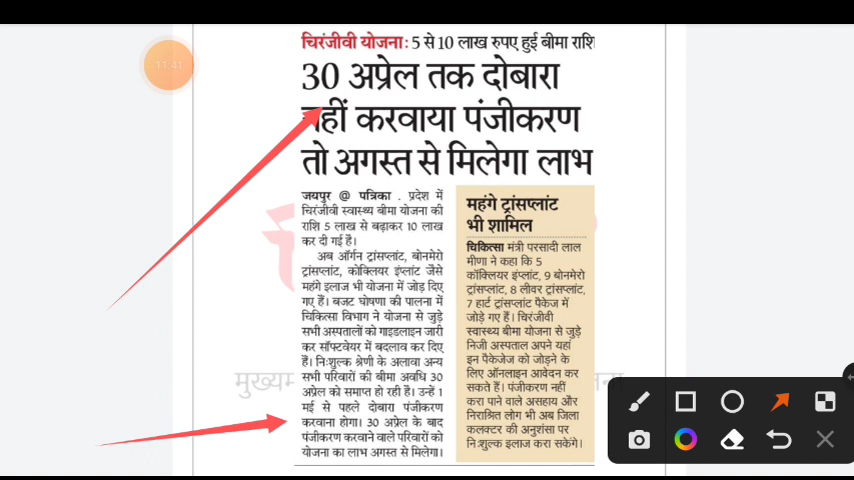 11:41
चिरंजीवी योजना: 5 से 10 लाख रुपए हुई बीमा राशि
30 अप्रेल तक दोबारा
नहीं करवाया पंजीकरण
तो अगस्त से मिलेगा लाभ
जयपुर @ पत्रिका . प्रदेश में
चिरंजीवी स्वास्थ्य बीमा योजना की
राशि 5 लाख से बढ़ाकर 10 लाख
कर दी गई है।
अब ऑर्गन ट्रांसप्लांट, बोनमेरो
ट्रांसप्लांट, कोक्लियर इंप्लांट जैसे
महंगे इलाज भी योजना में जोड़ दिए
गए हैं। बजट घोषणा की पालना में
चिकित्सा विभाग ने योजना से जुड़े
सभी अस्पतालों को गाइडलाइन जारी
कर सॉफ्टवेयर में बदलाव कर दिए
हैं। निःशुल्क श्रेणी के अलावा अन्य
सभी परिवारों की बीमा अवधि 30
अप्रेल को समाप्त हो रही है। उन्हें 1
मई से पहले दोबारा पंजीकरण
करवाना होगा। 30 अप्रेल के बाद
पंजीकरण करवाने वाले परिवारों को
योजना का लाभ अगस्त से मिलेगा।
महंगे ट्रांसप्लांट
भी शामिल
चिकित्सा मंत्री परसादी लाल
मीणा ने कहा कि 5
कॉक्लियर इंप्लांट, 9 बोनमेरो
ट्रांसप्लांट, 8 लीवर ट्रांसप्लांट,
7 हार्ट ट्रांसप्लांट पैकेज में
जोड़े गए हैं। चिरंजीवी
स्वास्थ्य बीमा योजना से जुड़े
निजी अस्पताल अपने यहां
इन पैकेजेज को जोड़ने के
लिए ऑनलाइन आवेदन कर
सकते हैं। पंजीकरण नहीं
करा पाने वाले असहाय और
निराश्रित लोग भी अब जिला
कलक्टर की अनुशंसा पर
निःशुल्क इलाज करा सकेंगे।